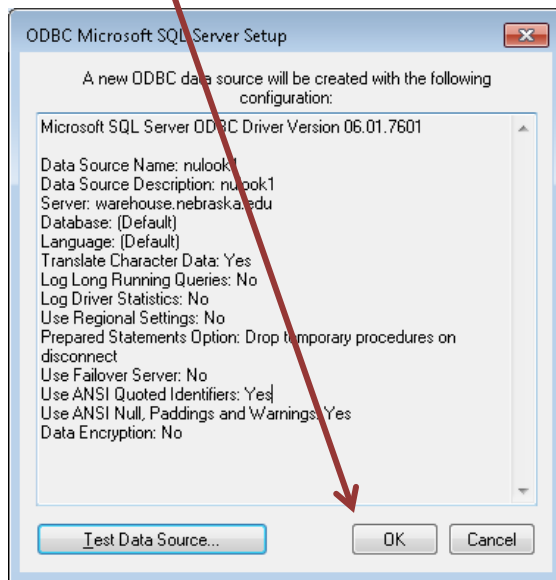 ODBC Microsoft SQL Server Setup
A new ODBC data source will be created with the following
configuration:
Microsoft SQL Server ODBC Driver Version 06.01.7601
Data Source Name: nulook1
Data Source Description: nulook1
Server: warehouse.nebraska.edu
Database: (Default)
Language: (Default)
Translate Character Data: Yes
Log Long Running Queries: No
Log Driver Statistics: No
Use Regional Settings: No
Prepared Statements Option: Drop temporary procedures on
disconnect
Use Failover Server: No
Use ANSI Quoted Identifiers: Yes
Use ANSI Null, Paddings and Warnings: Yes
Data Encryption: No
Test Data Source...
OK
Cancel